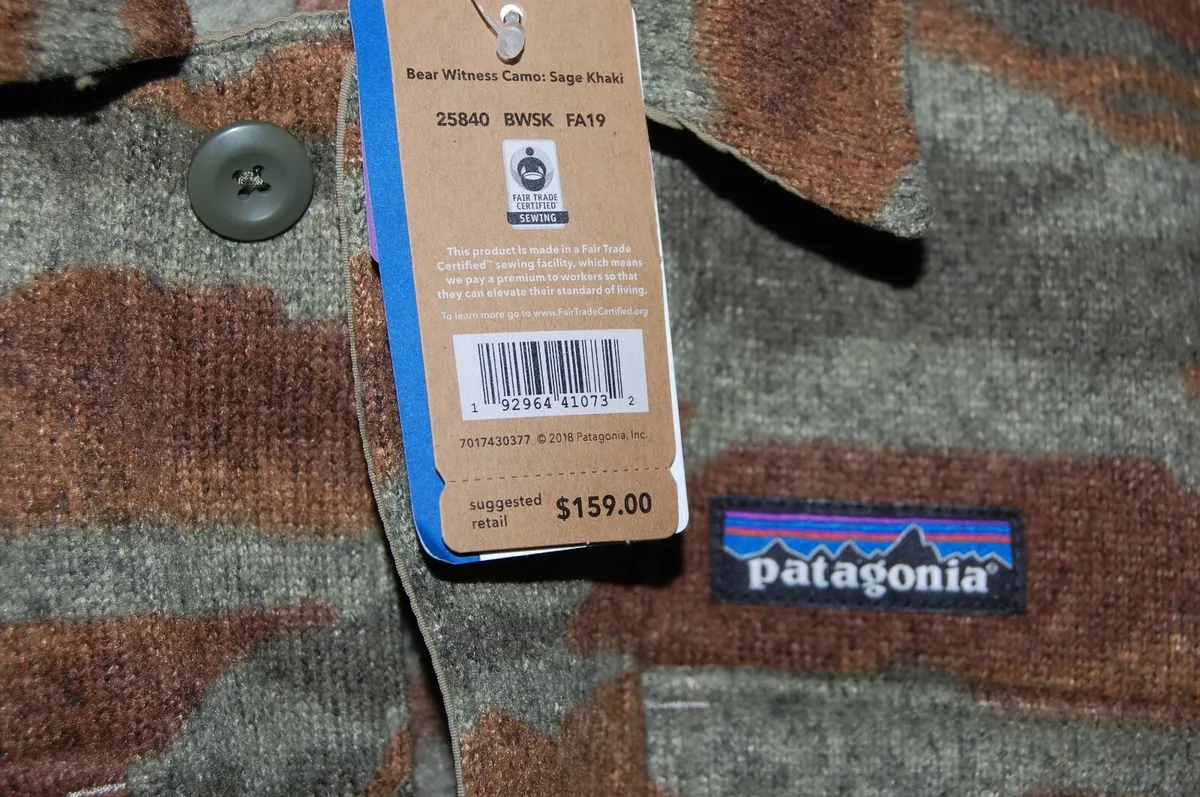 Bear Witness Camo: Sage Khaki
25840 BWSK FA19
FAIR TRADE
CERTIFIED™
SEWING
This product is made in a Fair Trade
Certified™ sewing facility, which means
we pay a premium to workers so that
they can elevate their standard of living.
To learn more go to www.FairTradeCertified.org
1 92964 41073 2
7017430377 © 2018 Patagonia, Inc.
suggested
retail $159.00
patagonia®